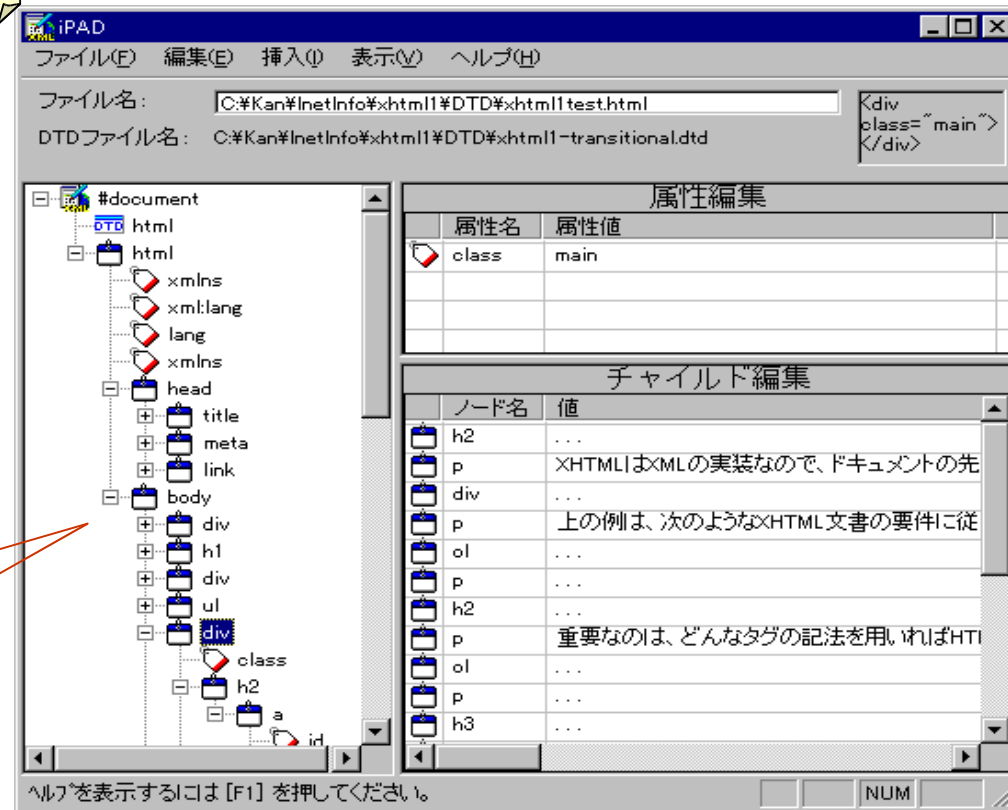 iPAD
ファイル(F) 編集(E) 挿入(I) 表示(V) ヘルプ(H)
ファイル名: C:¥Kan¥InetInfo¥xhtml1¥DTD¥xhtml1test.html
DTDファイル名: C:¥Kan¥InetInfo¥xhtml1¥DTD¥xhtml1-transitional.dtd
<div
class="main">
</div>
#document
DTD html
html
xmlns
xml:lang
lang
xmlns
head
title
meta
link
body
div
h1
div
ul
div
class
h2
a
id
属性編集
属性名 属性値
class main
チャイルド編集
ノード名 値
h2 ...
p XHTMLはXMLの実装なので、ドキュメントの先
div ...
p 上の例は、次のようなXHTML文書の要件に従
ol ...
p ...
h2 ...
p 重要なのは、どんなタグの記法を用いればHTI
ol ...
p ...
h3 ...
ヘルプを表示するには [F1] を押してください。
NUM